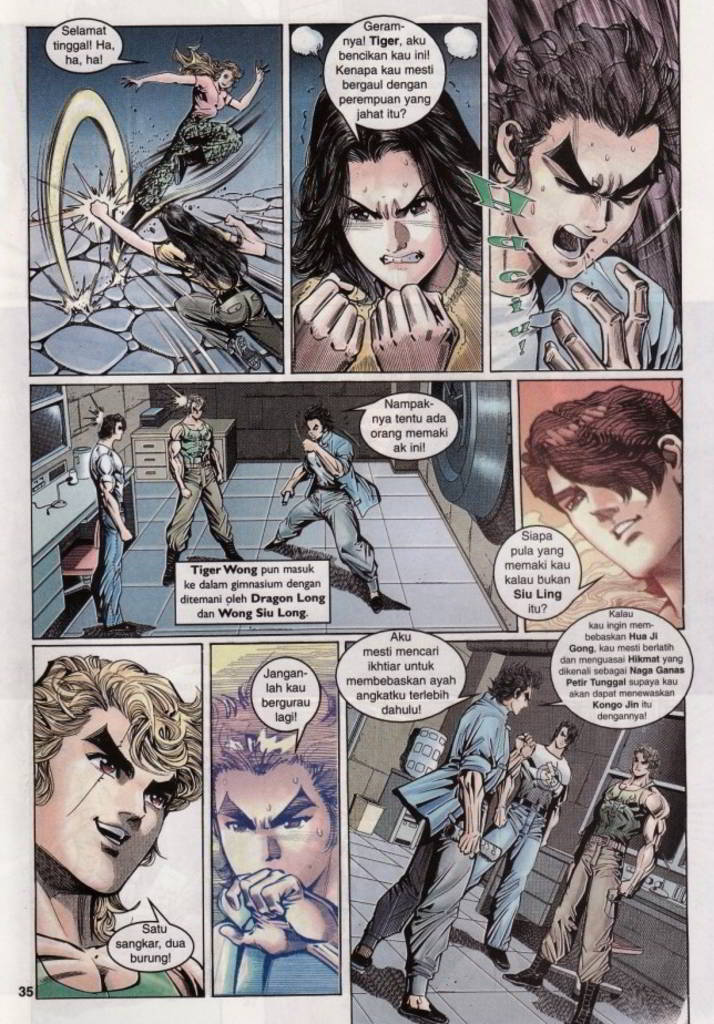 Selamat
tinggal! Ha,
ha, ha!
Geram-
nya! Tiger, aku
bencikan kau ini!
Kenapa kau mesti
bergaul dengan
perempuan yang
jahat itu?
Nampak-
nya tentu ada
orang memaki
ak ini!
Tiger Wong pun masuk
ke dalam gimnasium dengan
ditemani oleh Dragon Long
dan Wong Siu Long.
Siapa
pula yang
memaki kau
kalau bukan
Siu Ling
itu?
Satu
sangkar, dua
burung!
Jangan-
lah kau
bergurau
lagi!
Aku
mesti mencari
ikhtiar untuk
membebaskan ayah
angkatku terlebih
dahulu!
Kalau
kau ingin mem-
bebaskan Hua Ji
Gong, kau mesti berlatih
dan menguasai Hikmat yang
dikenali sebagai Naga Ganas
Petir Tunggal supaya kau
akan dapat menewaskan
Kongo Jin itu
dengannya!
35